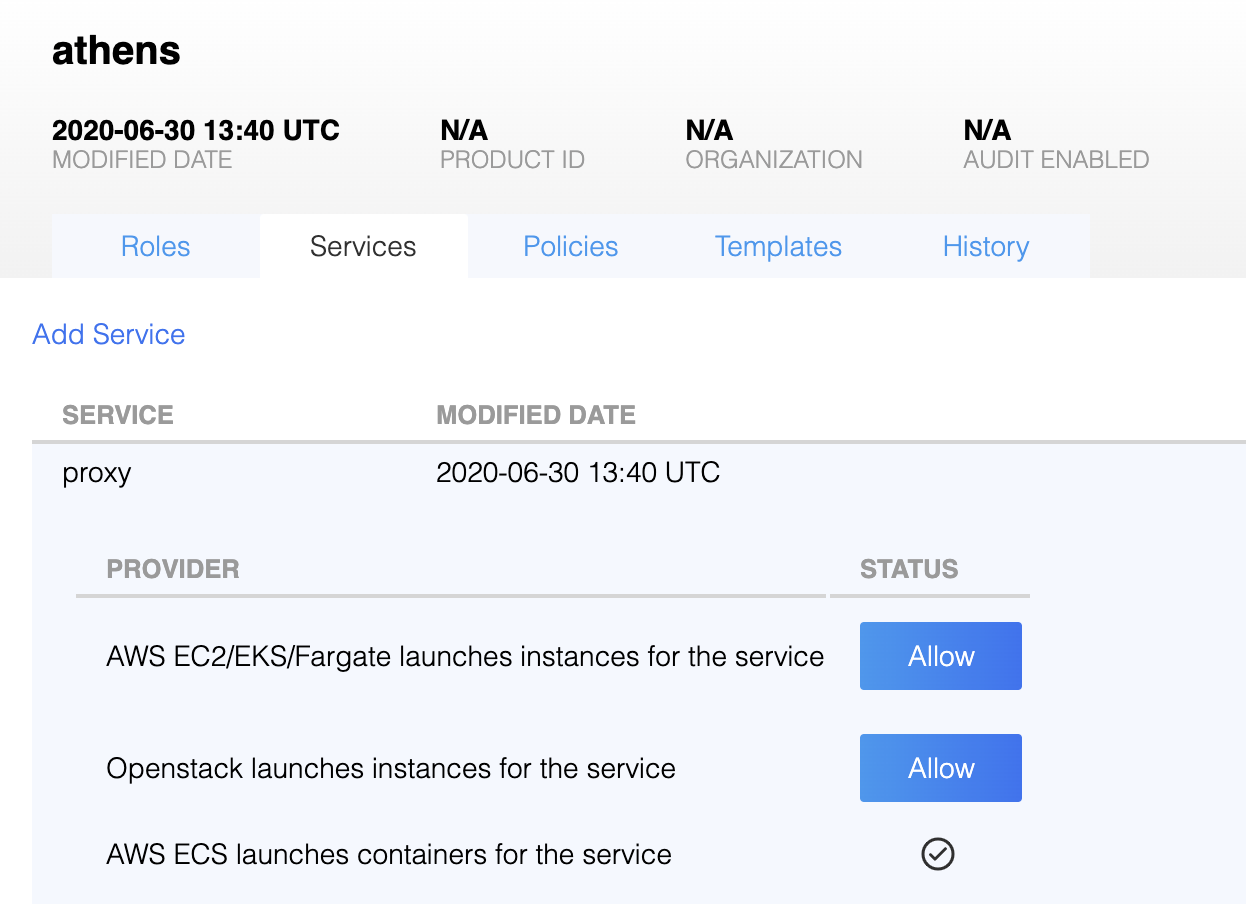 athens
2020-06-30 13:40 UTC N/A N/A N/A
MODIFIED DATE PRODUCT ID ORGANIZATION AUDIT ENABLED
Roles Services Policies Templates History
Add Service
SERVICE MODIFIED DATE
proxy 2020-06-30 13:40 UTC
PROVIDER STATUS
AWS EC2/EKS/Fargate launches instances for the service Allow
Openstack launches instances for the service Allow
AWS ECS launches containers for the service